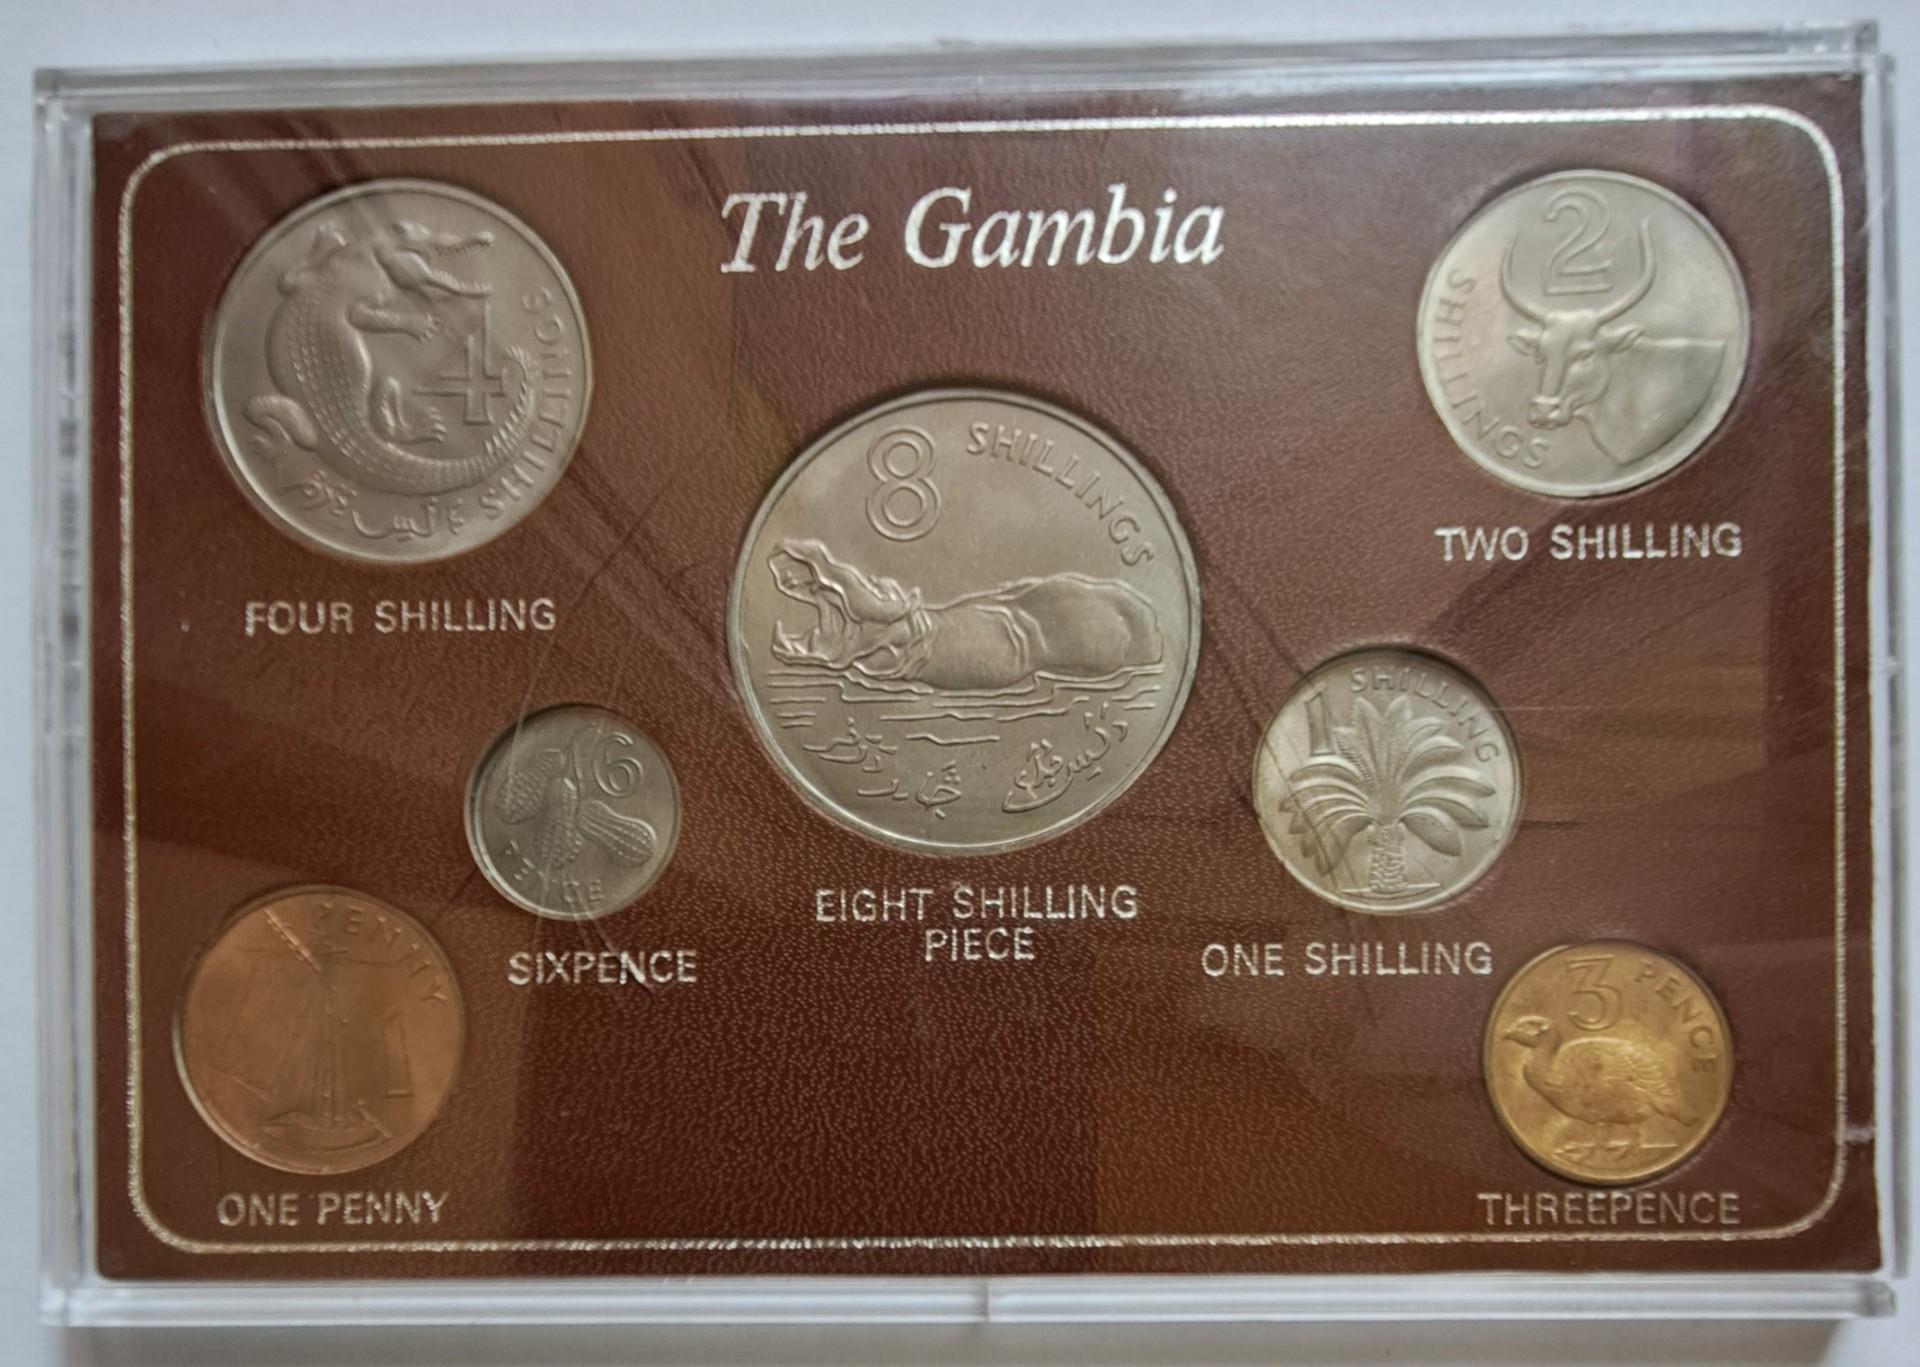 The Gambia
4 SHILLINGS
FOUR SHILLING
2 SHILLINGS
TWO SHILLING
8 SHILLINGS
EIGHT SHILLING
PIECE
6
PENCE
SIXPENCE
1 SHILLING
ONE SHILLING
PENNY
1
ONE PENNY
3 PENCE
THREEPENCE